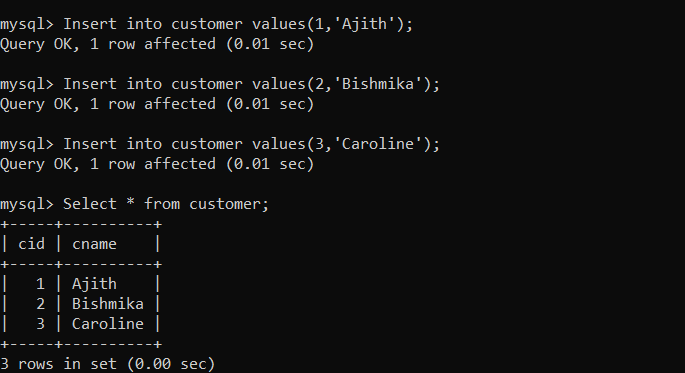 mysql> Insert into customer values(1,'Ajith');
Query OK, 1 row affected (0.01 sec)
mysql> Insert into customer values(2,'Bishmika');
Query OK, 1 row affected (0.01 sec)
mysql> Insert into customer values(3,'Caroline');
Query OK, 1 row affected (0.01 sec)
mysql> Select * from customer;
+-----+----------+
| cid | cname    |
+-----+----------+
|   1 | Ajith    |
|   2 | Bishmika |
|   3 | Caroline |
+-----+----------+
3 rows in set (0.00 sec)